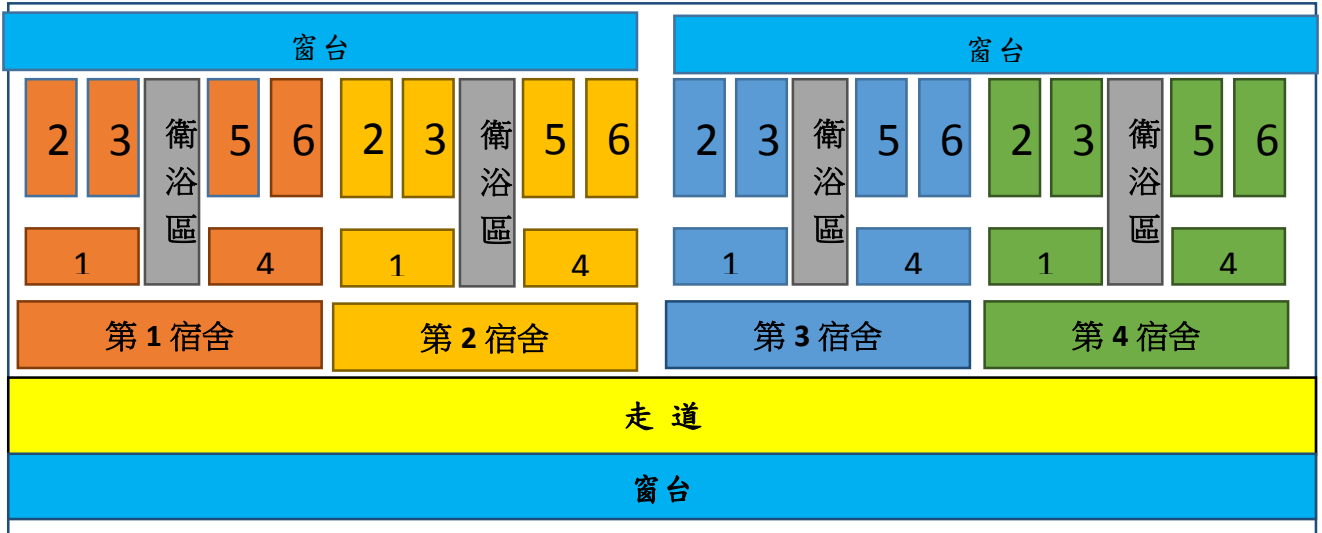 窗台 窗台
2 3 衛浴區 5 6 2 3 衛浴區 5 6 2 3 衛浴區 5 6 2 3 衛浴區 5 6
1 4 1 4 1 4 1 4
第1宿舍 第2宿舍 第3宿舍 第4宿舍
走道
窗台